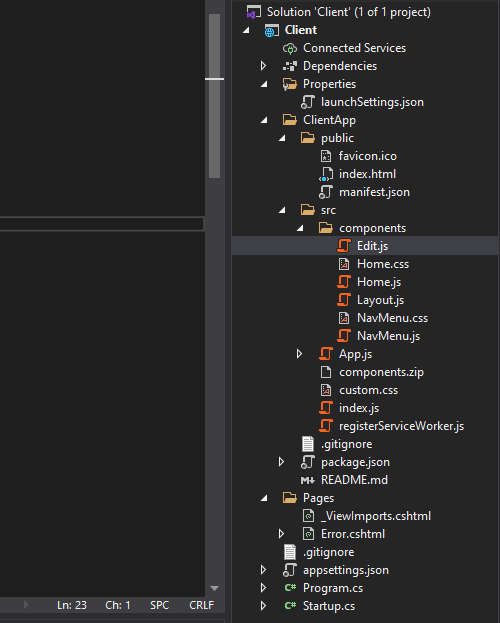 Solution 'Client' (1 of 1 project)
Client
Connected Services
Dependencies
Properties
launchSettings.json
ClientApp
public
favicon.ico
index.html
manifest.json
src
components
Edit.js
Home.css
Home.js
Layout.js
NavMenu.css
NavMenu.js
App.js
components.zip
custom.css
index.js
registerServiceWorker.js
.gitignore
package.json
README.md
Pages
_ViewImports.cshtml
Error.cshtml
.gitignore
appsettings.json
C# Program.cs
C# Startup.cs
Ln: 23 Ch: 1 SPC CRLF